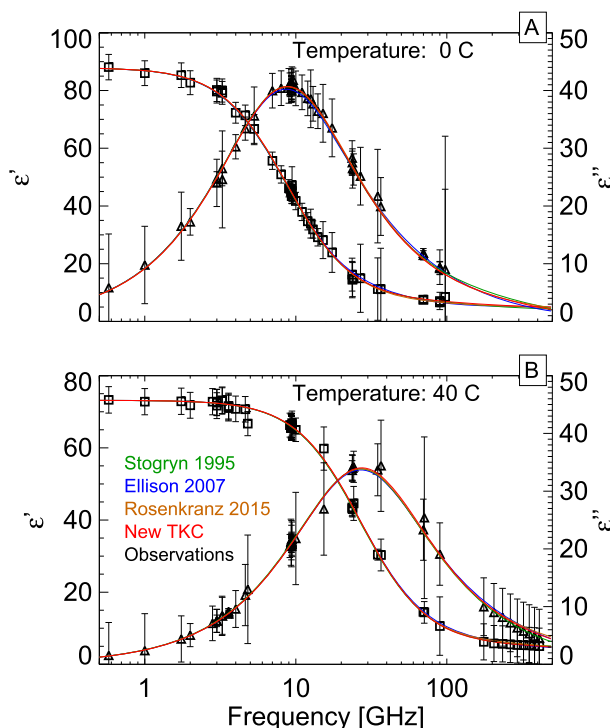 A
Temperature: 0 C
100
80
60
40
20
0
ε'
50
40
30
20
10
0
ε"
B
Temperature: 40 C
80
60
40
20
0
ε'
50
40
30
20
10
0
ε"
Stogryn 1995
Ellison 2007
Rosenkranz 2015
New TKC
Observations
1
10
100
Frequency [GHz]